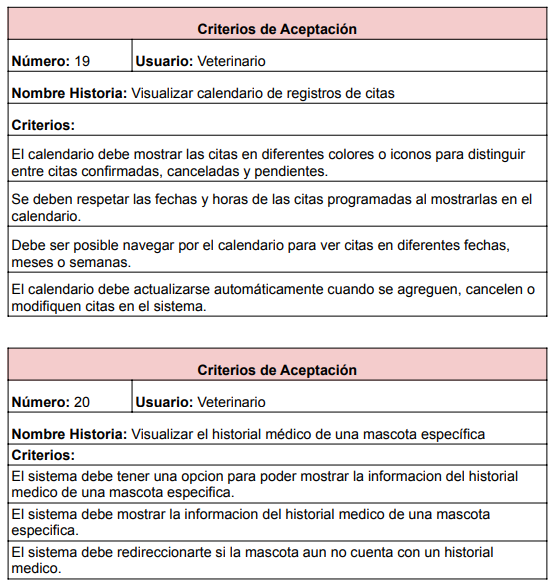 Criterios de Aceptación
Número: 19 Usuario: Veterinario
Nombre Historia: Visualizar calendario de registros de citas
Criterios:
El calendario debe mostrar las citas en diferentes colores o iconos para distinguir
entre citas confirmadas, canceladas y pendientes.
Se deben respetar las fechas y horas de las citas programadas al mostrarlas en el
calendario.
Debe ser posible navegar por el calendario para ver citas en diferentes fechas,
meses o semanas.
El calendario debe actualizarse automáticamente cuando se agreguen, cancelen o
modifiquen citas en el sistema.
Criterios de Aceptación
Número: 20 Usuario: Veterinario
Nombre Historia: Visualizar el historial médico de una mascota específica
Criterios:
El sistema debe tener una opcion para poder mostrar la informacion del historial
medico de una mascota especifica.
El sistema debe mostrar la informacion del historial medico de una mascota
especifica.
El sistema debe redireccionarte si la mascota aun no cuenta con un historial
medico.